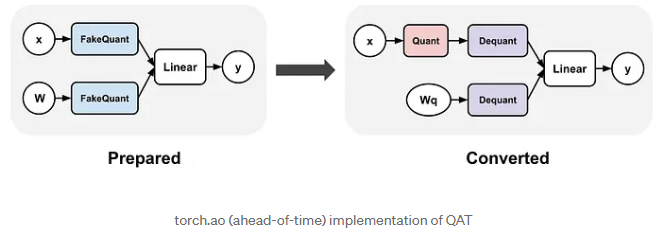 x
FakeQuant
W
FakeQuant
Linear
y
Prepared
x
Quant
Dequant
Wq
Dequant
Linear
y
Converted
torch.ao (ahead-of-time) implementation of QAT